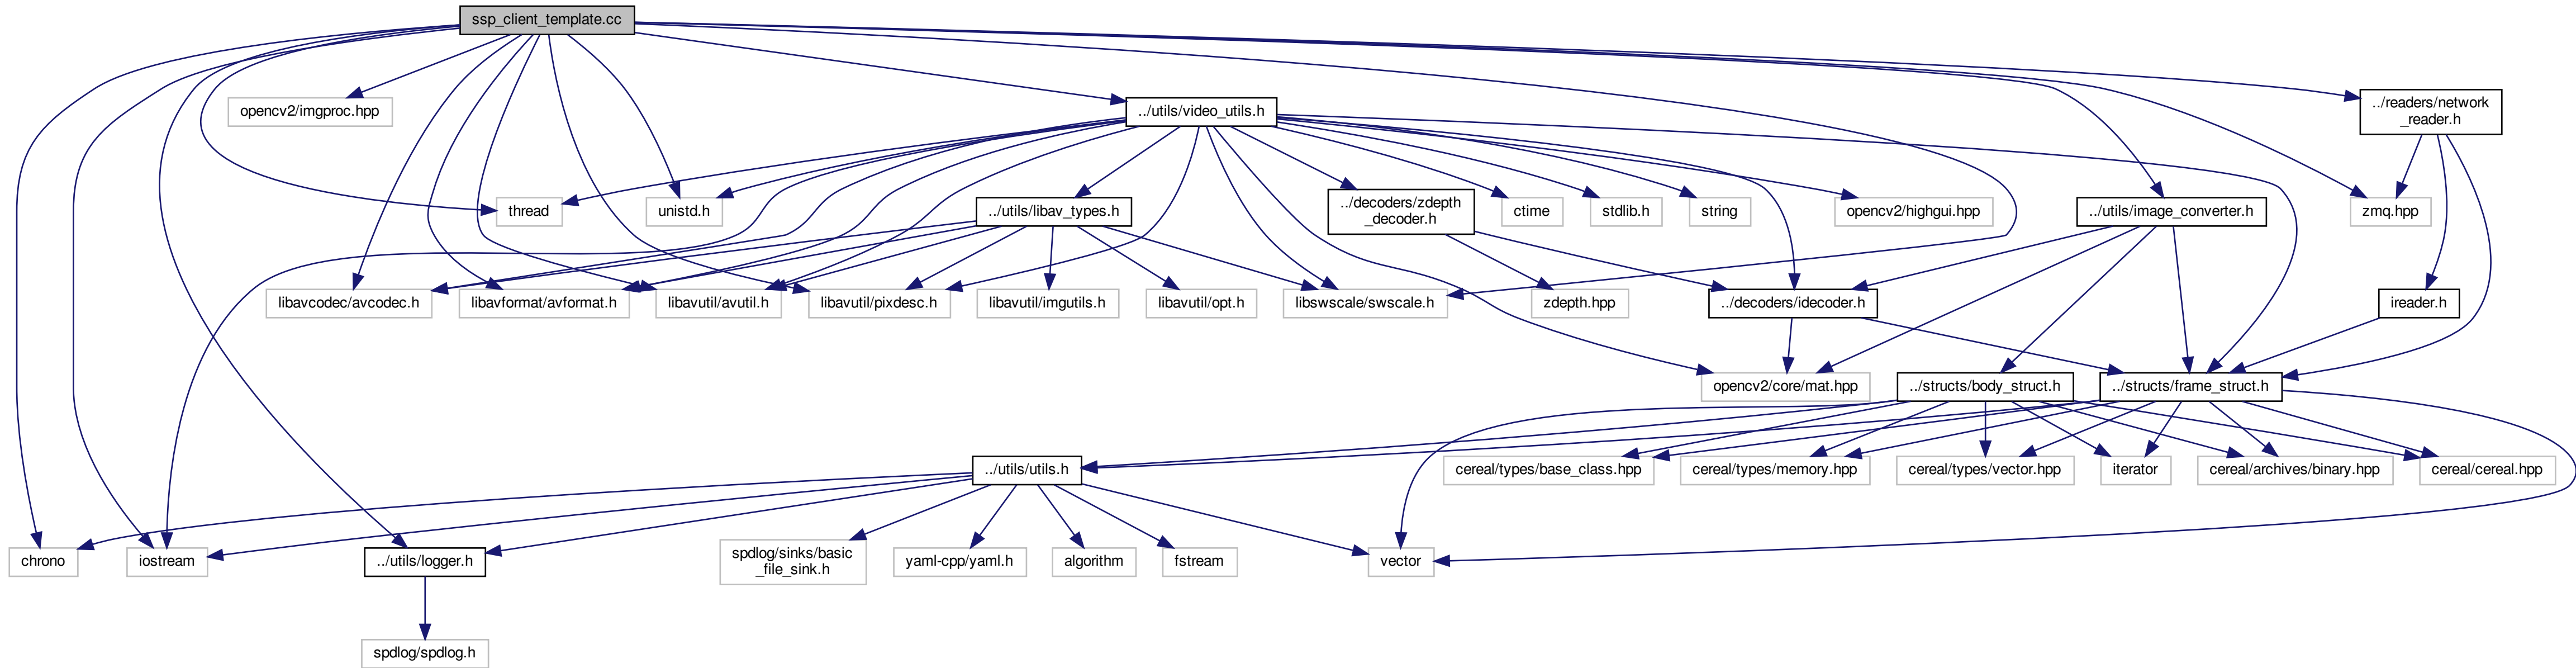 ssp_client_template.cc
opencv2/imgproc.hpp
../utils/video_utils.h
../readers/network
_reader.h
thread
unistd.h
../utils/libav_types.h
../decoders/zdepth
_decoder.h
ctime
stdlib.h
string
opencv2/highgui.hpp
../utils/image_converter.h
zmq.hpp
libavcodec/avcodec.h
libavformat/avformat.h
libavutil/avutil.h
libavutil/pixdesc.h
libavutil/imgutils.h
libavutil/opt.h
libswscale/swscale.h
zdepth.hpp
../decoders/idecoder.h
ireader.h
opencv2/core/mat.hpp
../structs/body_struct.h
../structs/frame_struct.h
../utils/utils.h
cereal/types/base_class.hpp
cereal/types/memory.hpp
cereal/types/vector.hpp
iterator
cereal/archives/binary.hpp
cereal/cereal.hpp
chrono
iostream
../utils/logger.h
spdlog/sinks/basic
_file_sink.h
yaml-cpp/yaml.h
algorithm
fstream
vector
spdlog/spdlog.h